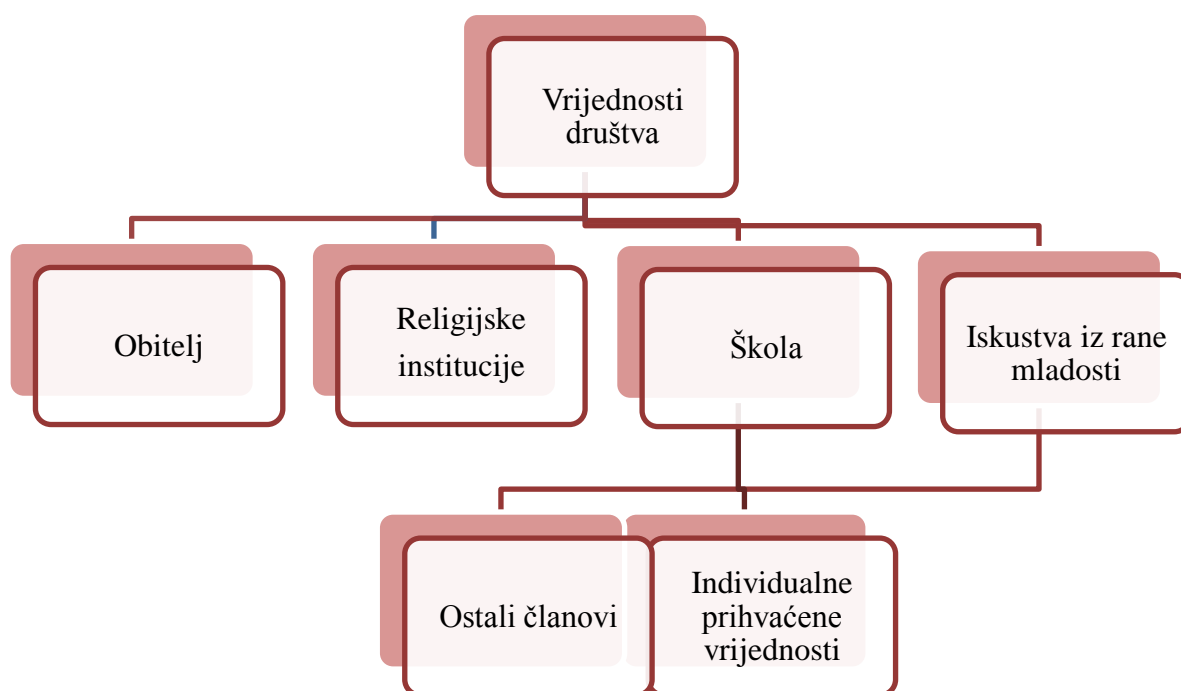 Vrijednosti
društva
Obitelj
Religijske
institucije
Škola
Iskustva iz rane
mladosti
Ostali članovi
Individualne
prihvaćene
vrijednosti